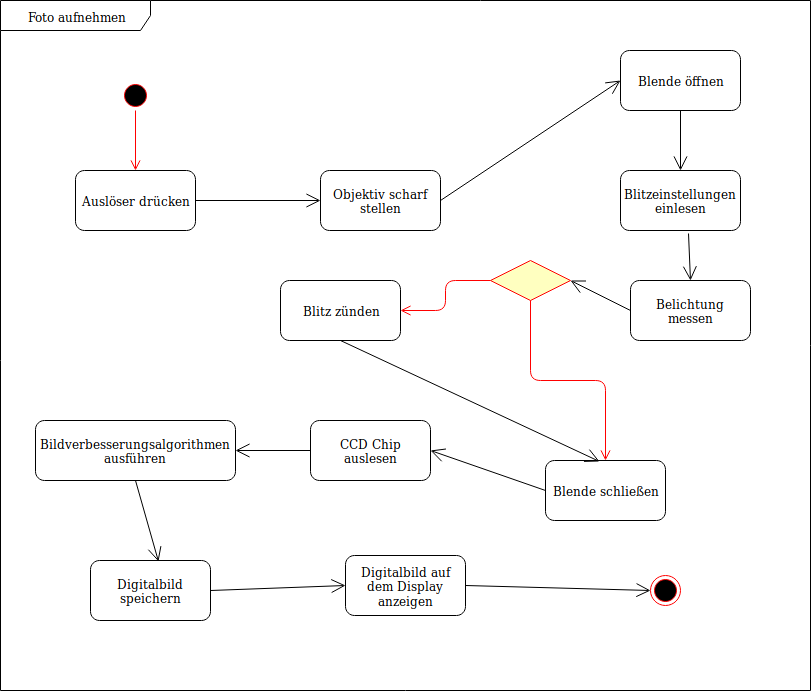 Foto aufnehmen
Blende öffnen
Auslöser drücken
Objektiv scharf
stellen
Blitzeinstellungen
einlesen
Blitz zünden
Belichtung
messen
Bildverbesserungsalgorithmen
ausführen
CCD Chip
auslesen
Blende schließen
Digitalbild
speichern
Digitalbild auf
dem Display
anzeigen